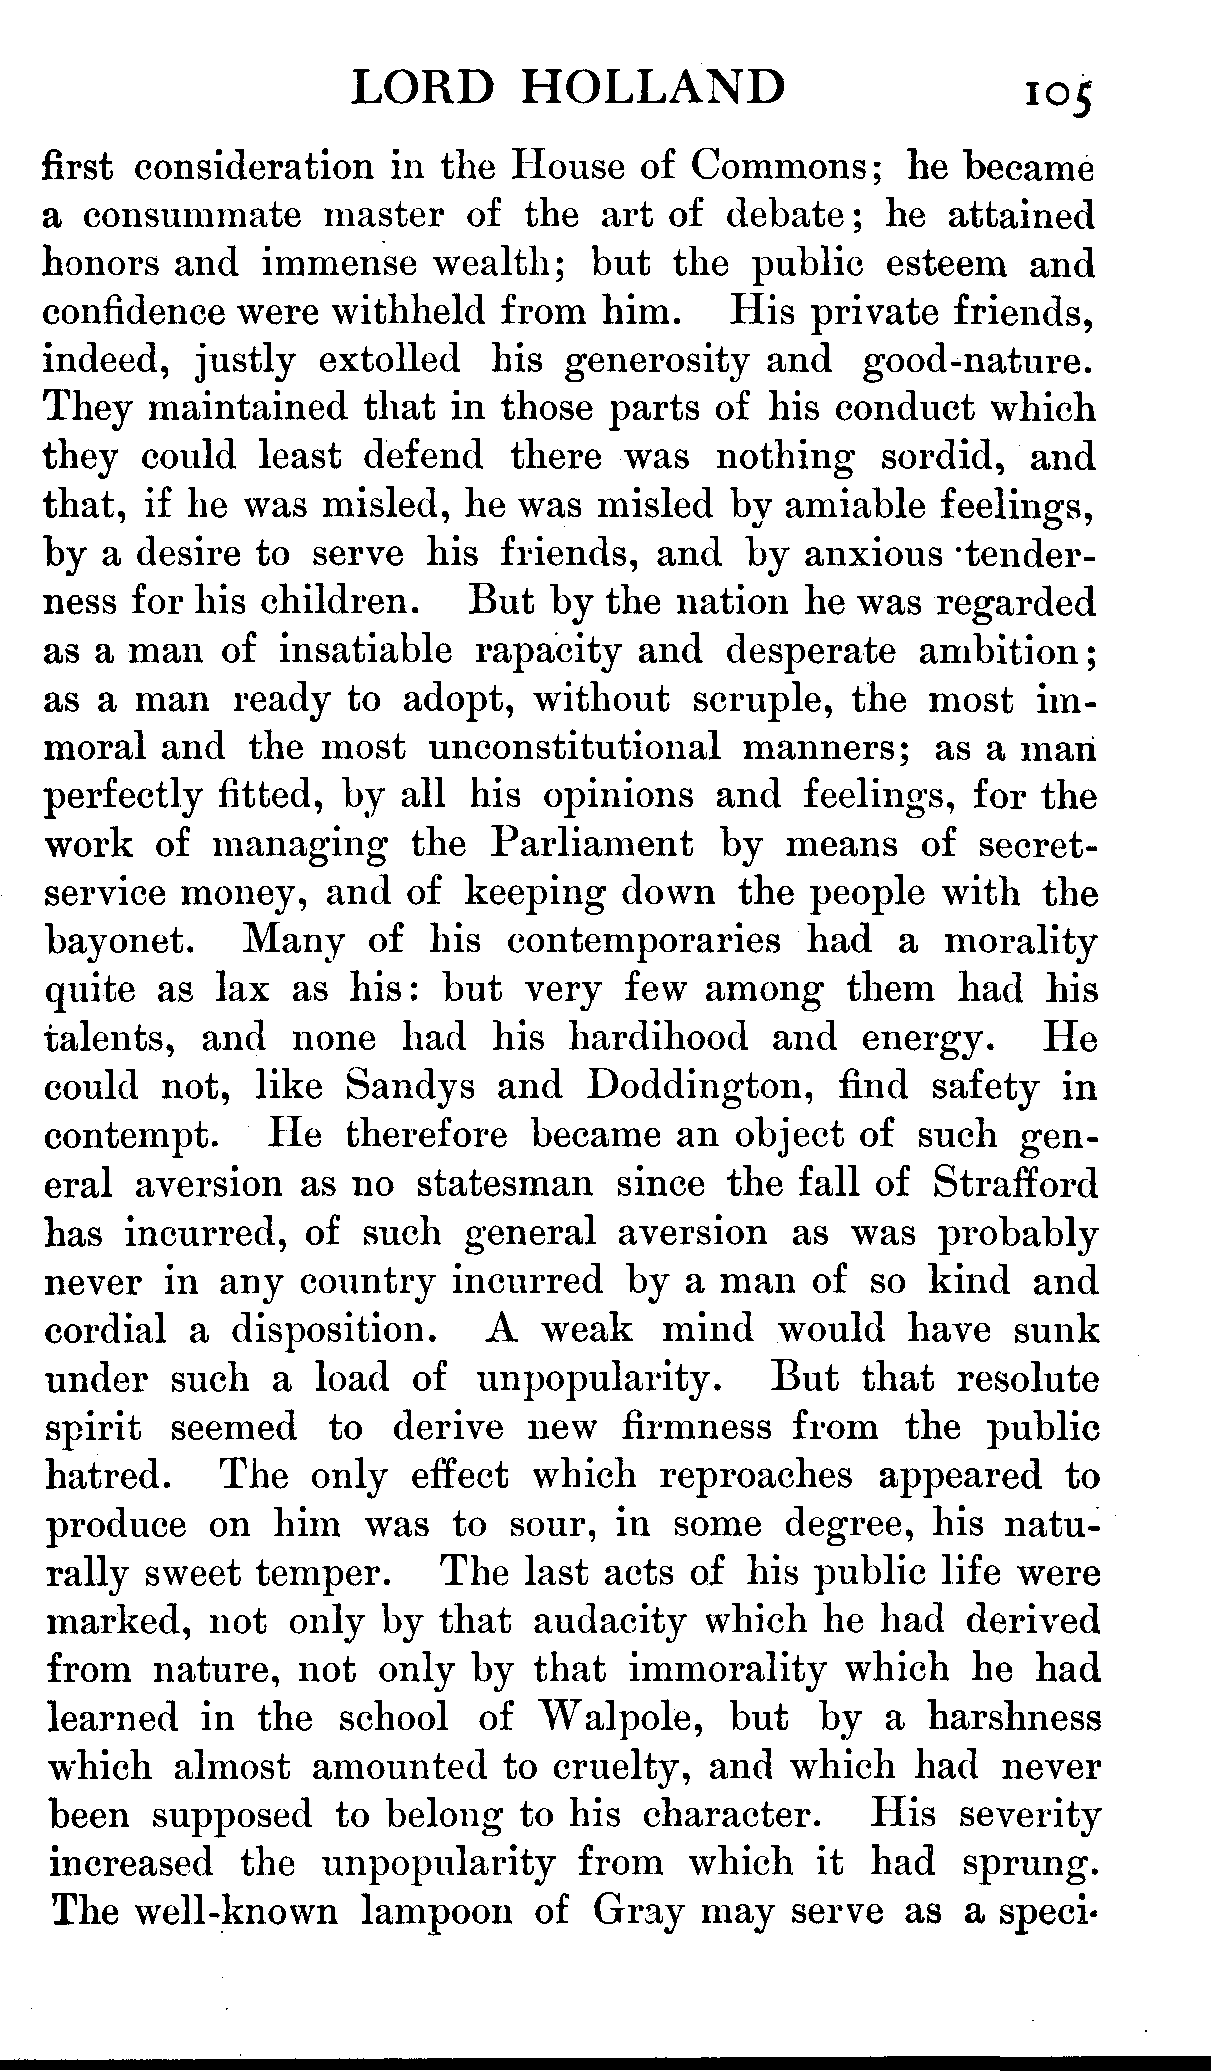 LORD HOLLAND 105
first consideration in the House of Commons; he became
a consummate master of the art of debate; he attained
honors and immense wealth; but the public esteem and
confidence were withheld from him. His private friends,
indeed, justly extolled his generosity and good-nature.
They maintained that in those parts of his conduct which
they could least defend there was nothing sordid, and
that, if he was misled, he was misled by amiable feelings,
by a desire to serve his friends, and by anxious tender-
ness for his children. But by the nation he was regarded
as a man of insatiable rapacity and desperate ambition;
as a man ready to adopt, without scruple, the most im-
moral and the most unconstitutional manners; as a man
perfectly fitted, by all his opinions and feelings, for the
work of managing the Parliament by means of secret-
service money, and of keeping down the people with the
bayonet. Many of his contemporaries had a morality
quite as lax as his: but very few among them had his
talents, and none had his hardihood and energy. He
could not, like Sandys and Doddington, find safety in
contempt. He therefore became an object of such gen-
eral aversion as no statesman since the fall of Strafford
has incurred, of such general aversion as was probably
never in any country incurred by a man of so kind and
cordial a disposition. A weak mind would have sunk
under such a load of unpopularity. But that resolute
spirit seemed to derive new firmness from the public
hatred. The only effect which reproaches appeared to
produce on him was to sour, in some degree, his natu-
rally sweet temper. The last acts of his public life were
marked, not only by that audacity which he had derived
from nature, not only by that immorality which he had
learned in the school of Walpole, but by a harshness
which almost amounted to cruelty, and which had never
been supposed to belong to his character. His severity
increased the unpopularity from which it had sprung.
The well-known lampoon of Gray may serve as a speci-